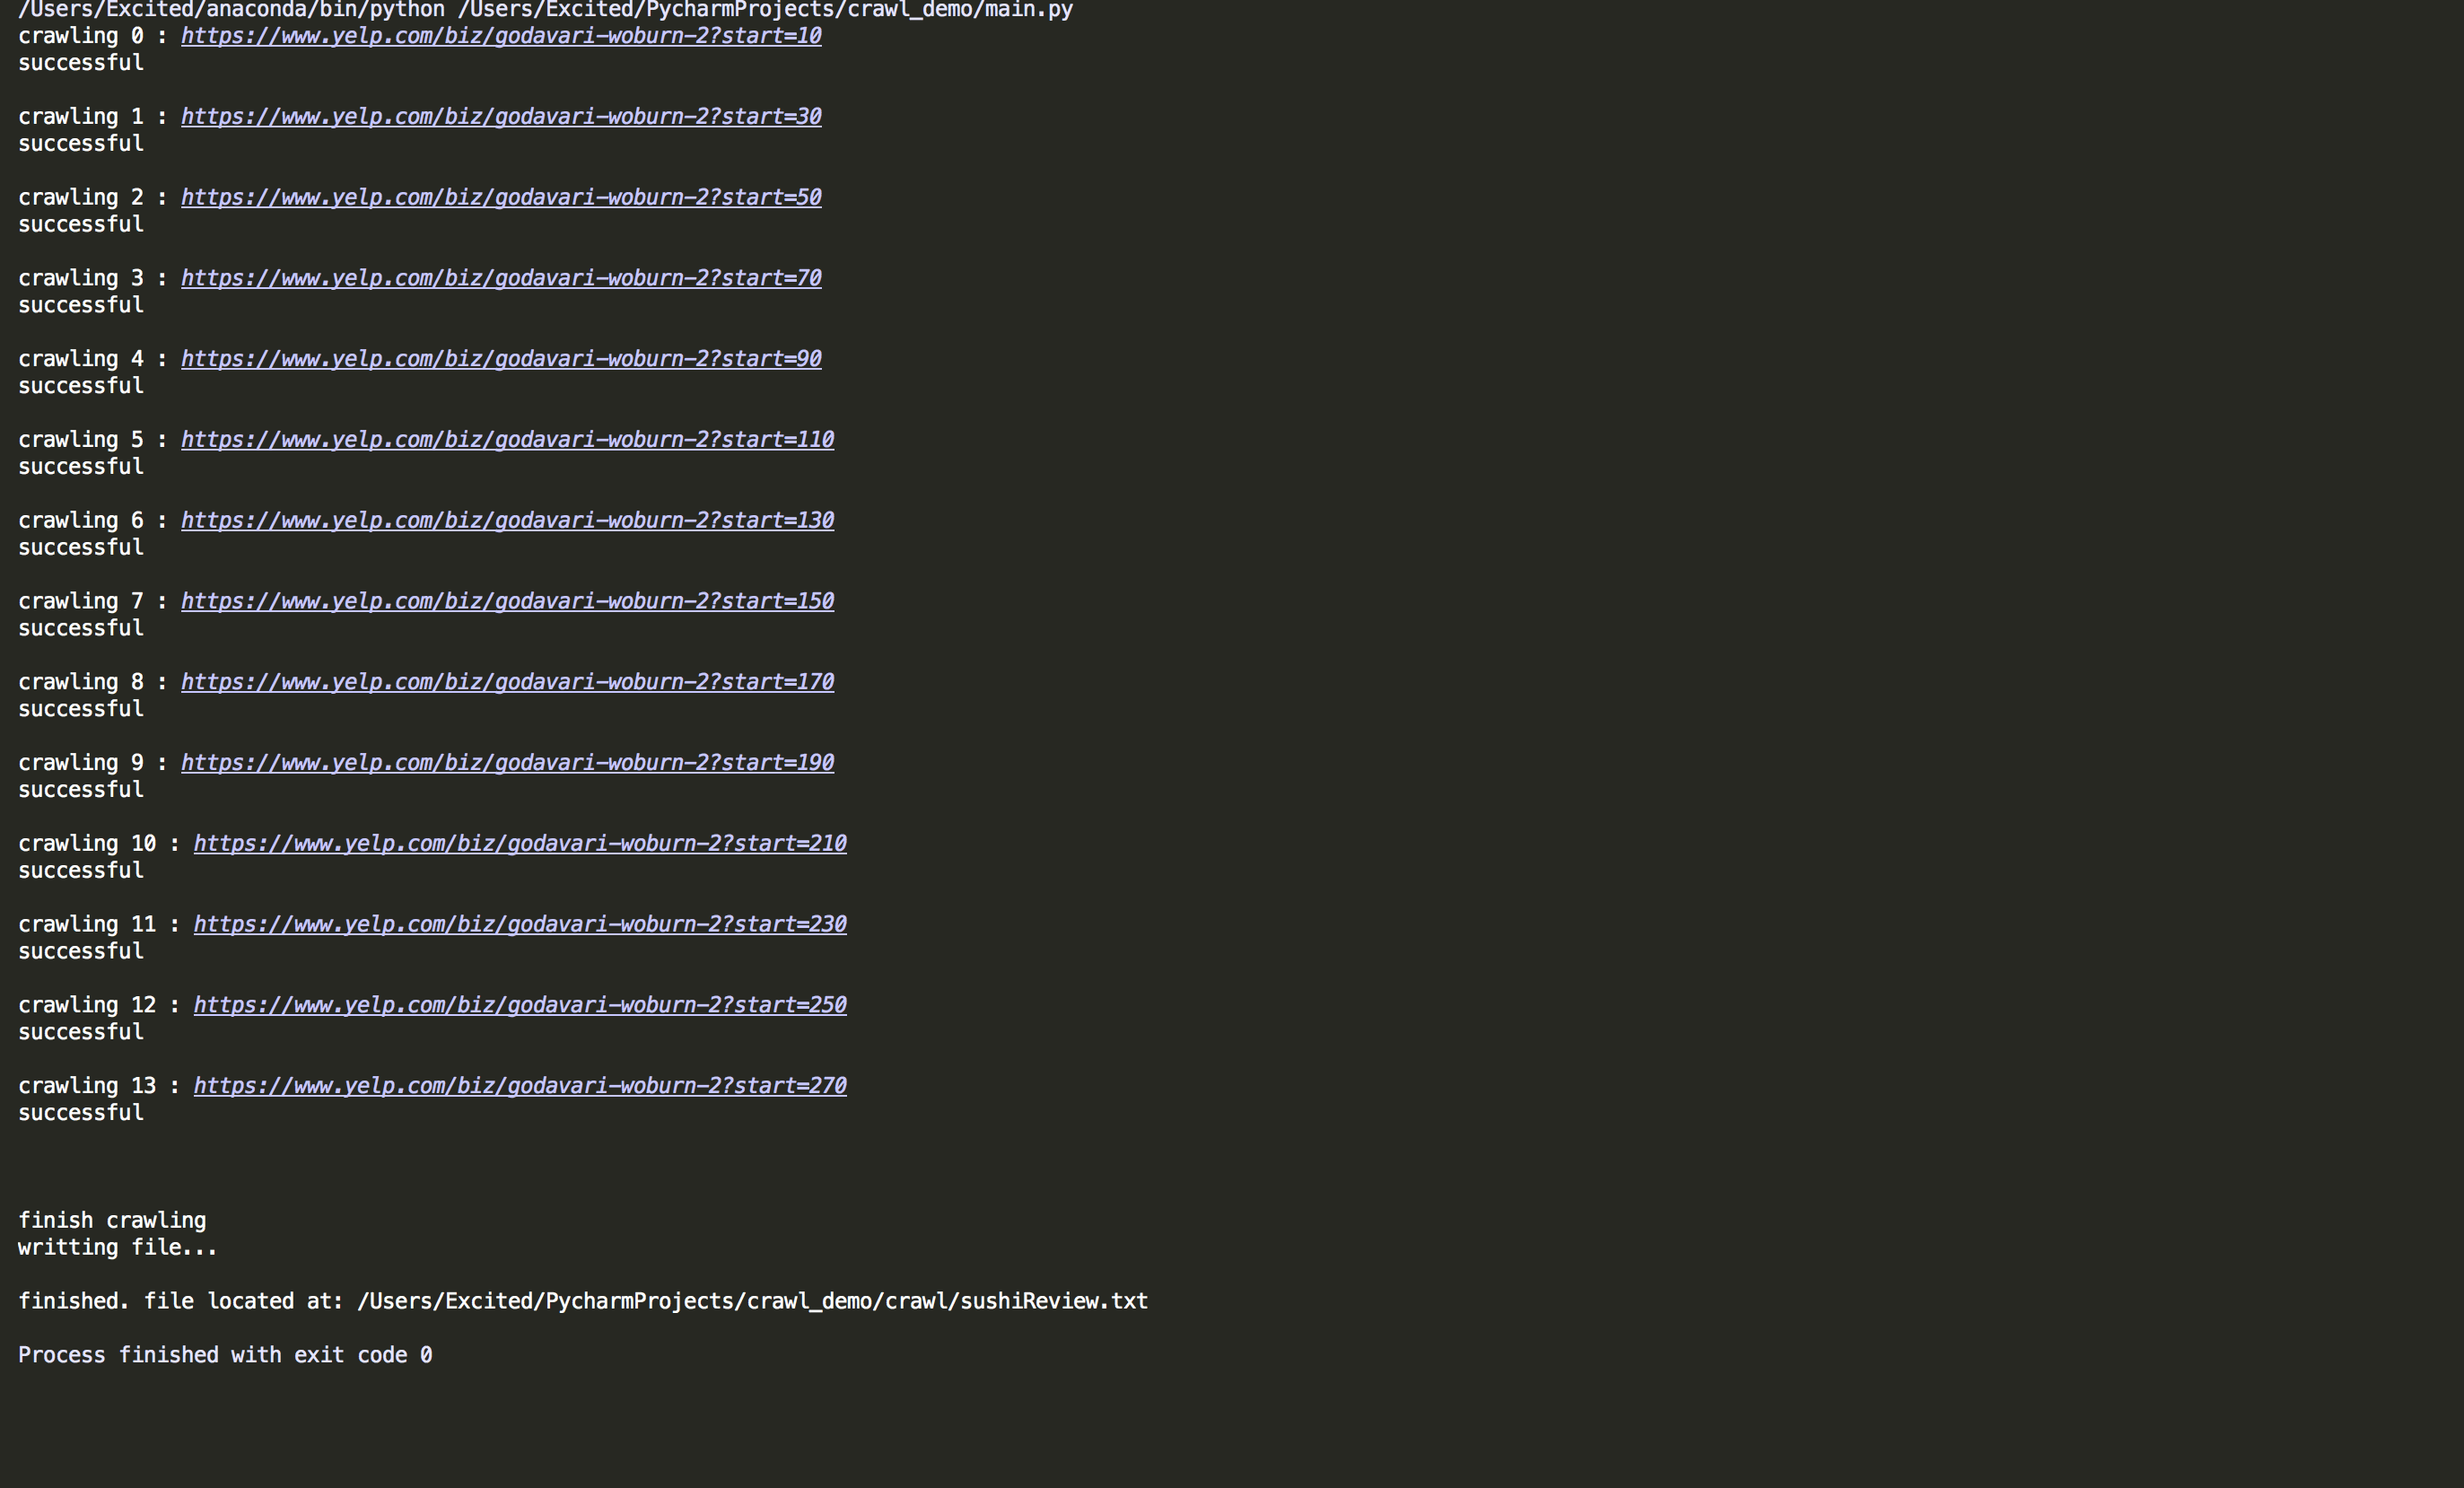 /Users/Excited/anaconda/bin/python /Users/Excited/PycharmProjects/crawl_demo/main.py
crawling 0 : https://www.yelp.com/biz/godavari-woburn-2?start=10
successful
crawling 1 : https://www.yelp.com/biz/godavari-woburn-2?start=30
successful
crawling 2 : https://www.yelp.com/biz/godavari-woburn-2?start=50
successful
crawling 3 : https://www.yelp.com/biz/godavari-woburn-2?start=70
successful
crawling 4 : https://www.yelp.com/biz/godavari-woburn-2?start=90
successful
crawling 5 : https://www.yelp.com/biz/godavari-woburn-2?start=110
successful
crawling 6 : https://www.yelp.com/biz/godavari-woburn-2?start=130
successful
crawling 7 : https://www.yelp.com/biz/godavari-woburn-2?start=150
successful
crawling 8 : https://www.yelp.com/biz/godavari-woburn-2?start=170
successful
crawling 9 : https://www.yelp.com/biz/godavari-woburn-2?start=190
successful
crawling 10 : https://www.yelp.com/biz/godavari-woburn-2?start=210
successful
crawling 11 : https://www.yelp.com/biz/godavari-woburn-2?start=230
successful
crawling 12 : https://www.yelp.com/biz/godavari-woburn-2?start=250
successful
crawling 13 : https://www.yelp.com/biz/godavari-woburn-2?start=270
successful
finish crawling
writting file...
finished. file located at: /Users/Excited/PycharmProjects/crawl_demo/crawl/sushiReview.txt
Process finished with exit code 0